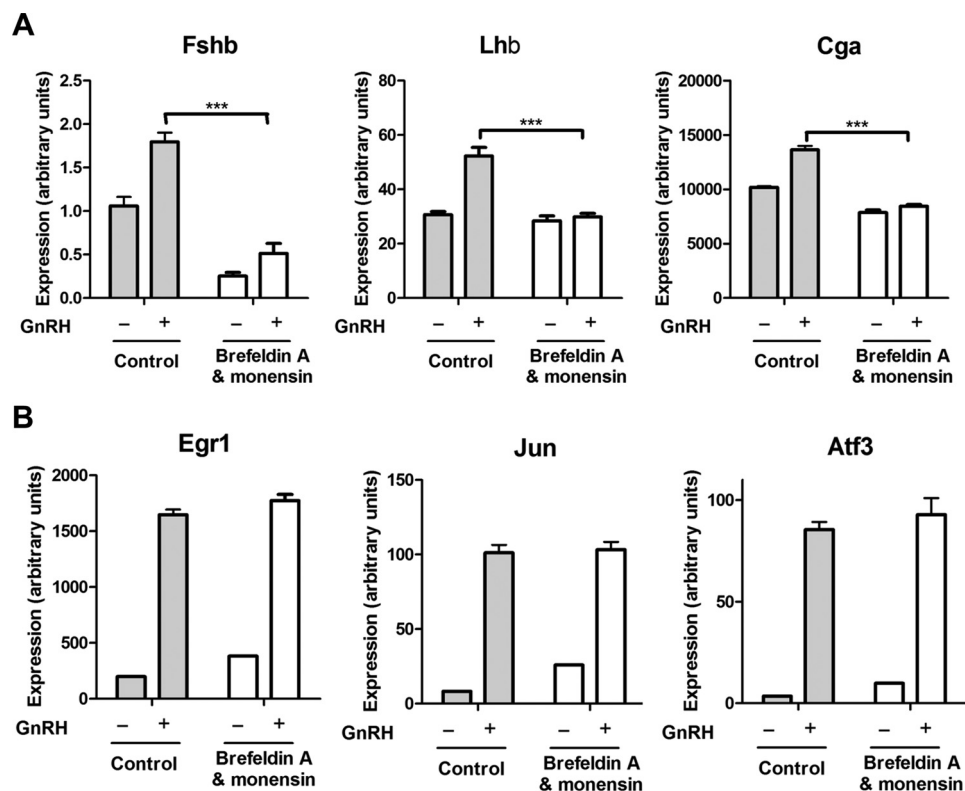 A
Fshb
Lhb
Cga
Expression (arbitrary units)
2.5
2.0
1.5
1.0
0.5
0.0
***
GnRH – + – +
Control
Brefeldin A
& monensin
Expression (arbitrary units)
80
60
40
20
0
***
GnRH – + – +
Control
Brefeldin A
& monensin
Expression (arbitrary units)
20000
15000
10000
5000
0
***
GnRH – + – +
Control
Brefeldin A
& monensin
B
Egr1
Jun
Atf3
Expression (arbitrary units)
2000
1500
1000
500
0
GnRH – + – +
Control
Brefeldin A
& monensin
Expression (arbitrary units)
150
100
50
0
GnRH – + – +
Control
Brefeldin A
& monensin
Expression (arbitrary units)
100
50
0
GnRH – + – +
Control
Brefeldin A
& monensin